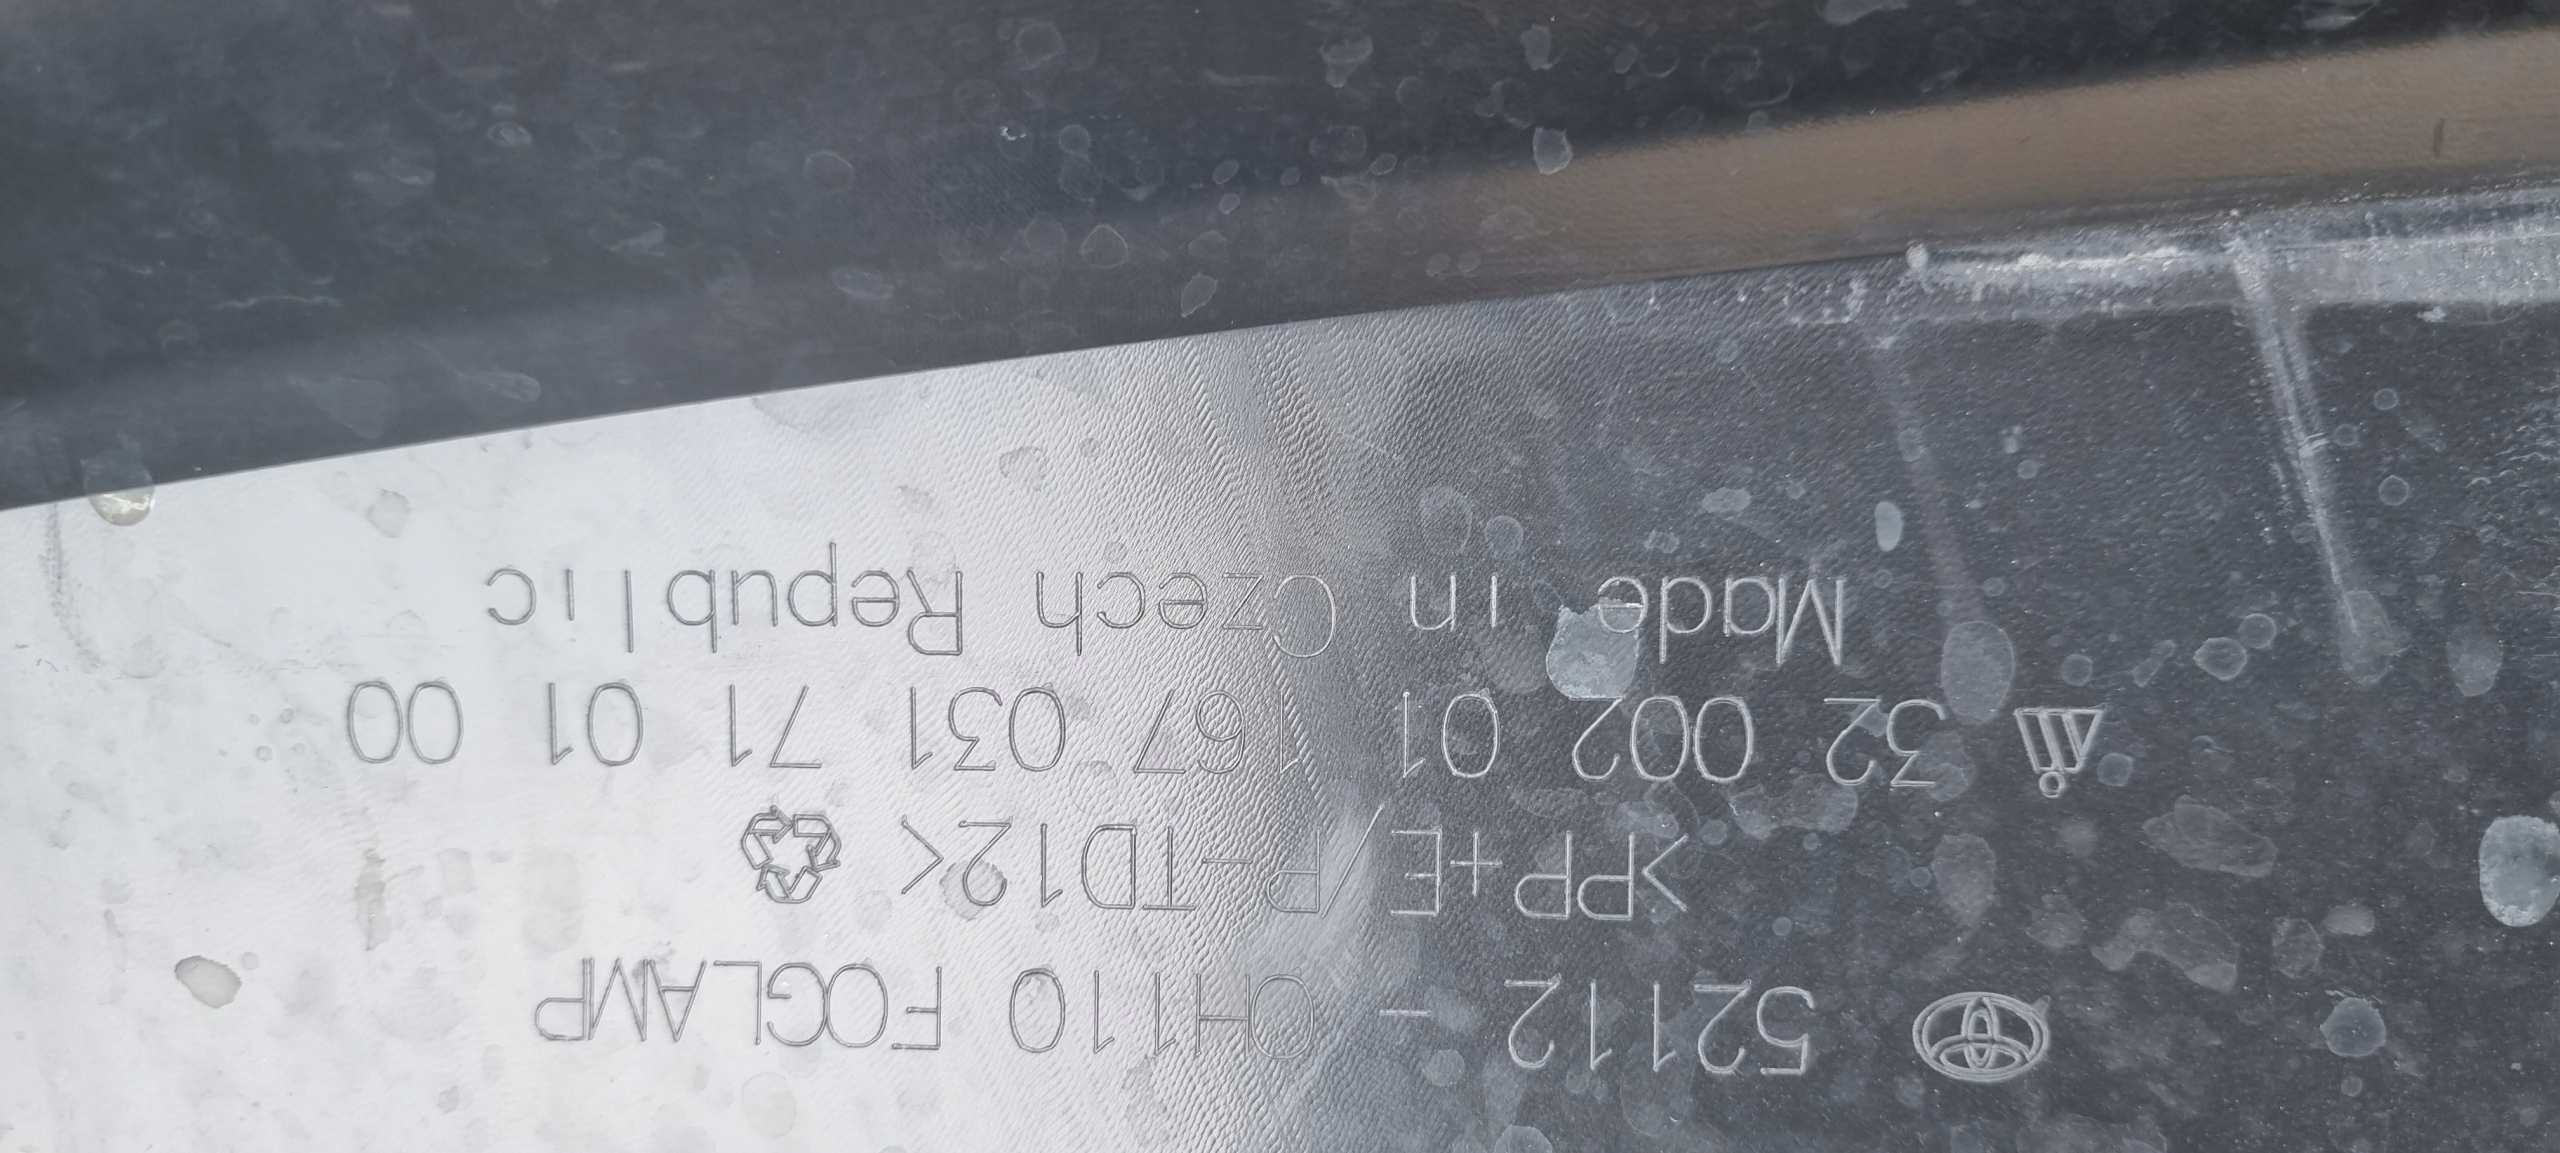 52112 - 0H110 FOGLAMP
>PP+E/P-TD12<
32 002 01 167 031 71 01 00
Made in Czech Republic